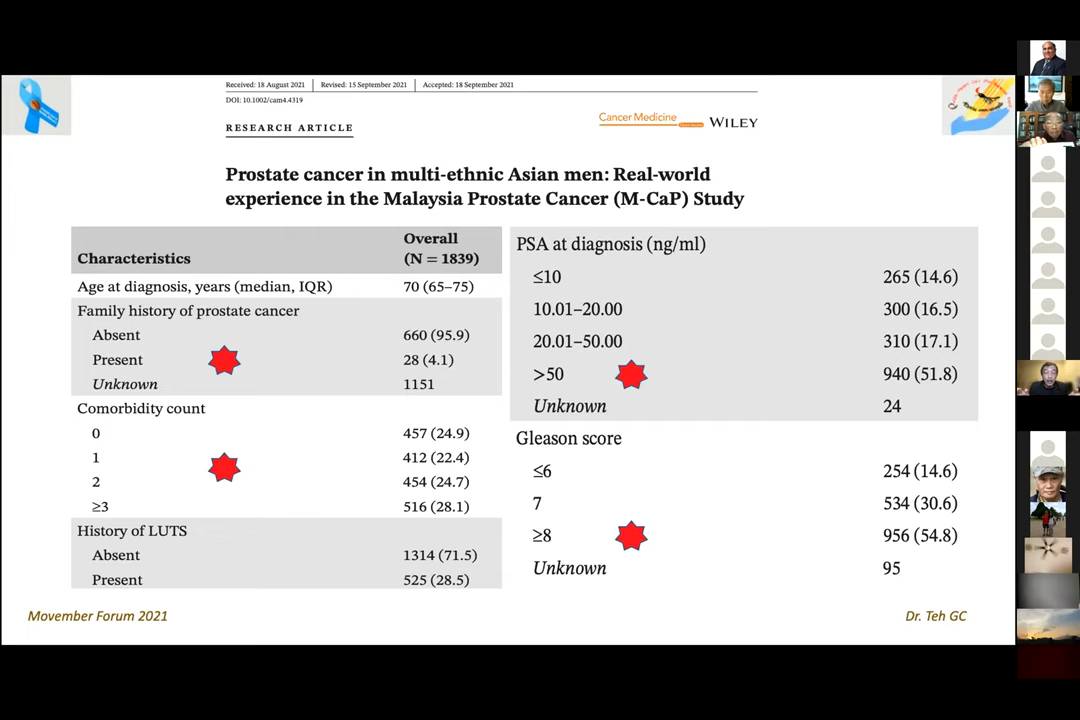 Received: 18 August 2021 | Revised: 15 September 2021 | Accepted: 18 September 2021
DOI: 10.1002/cam4.4319
RESEARCH ARTICLE
Cancer Medicine WILEY
Prostate cancer in multi-ethnic Asian men: Real-world
experience in the Malaysia Prostate Cancer (M-CaP) Study
Characteristics Overall (N = 1839)
Age at diagnosis, years (median, IQR) 70 (65–75)
Family history of prostate cancer
Absent 660 (95.9)
Present 28 (4.1)
Unknown 1151
Comorbidity count
0 457 (24.9)
1 412 (22.4)
2 454 (24.7)
≥3 516 (28.1)
History of LUTS
Absent 1314 (71.5)
Present 525 (28.5)
PSA at diagnosis (ng/ml)
≤10 265 (14.6)
10.01–20.00 300 (16.5)
20.01–50.00 310 (17.1)
>50 940 (51.8)
Unknown 24
Gleason score
≤6 254 (14.6)
7 534 (30.6)
≥8 956 (54.8)
Unknown 95
Movember Forum 2021
Dr. Teh GC